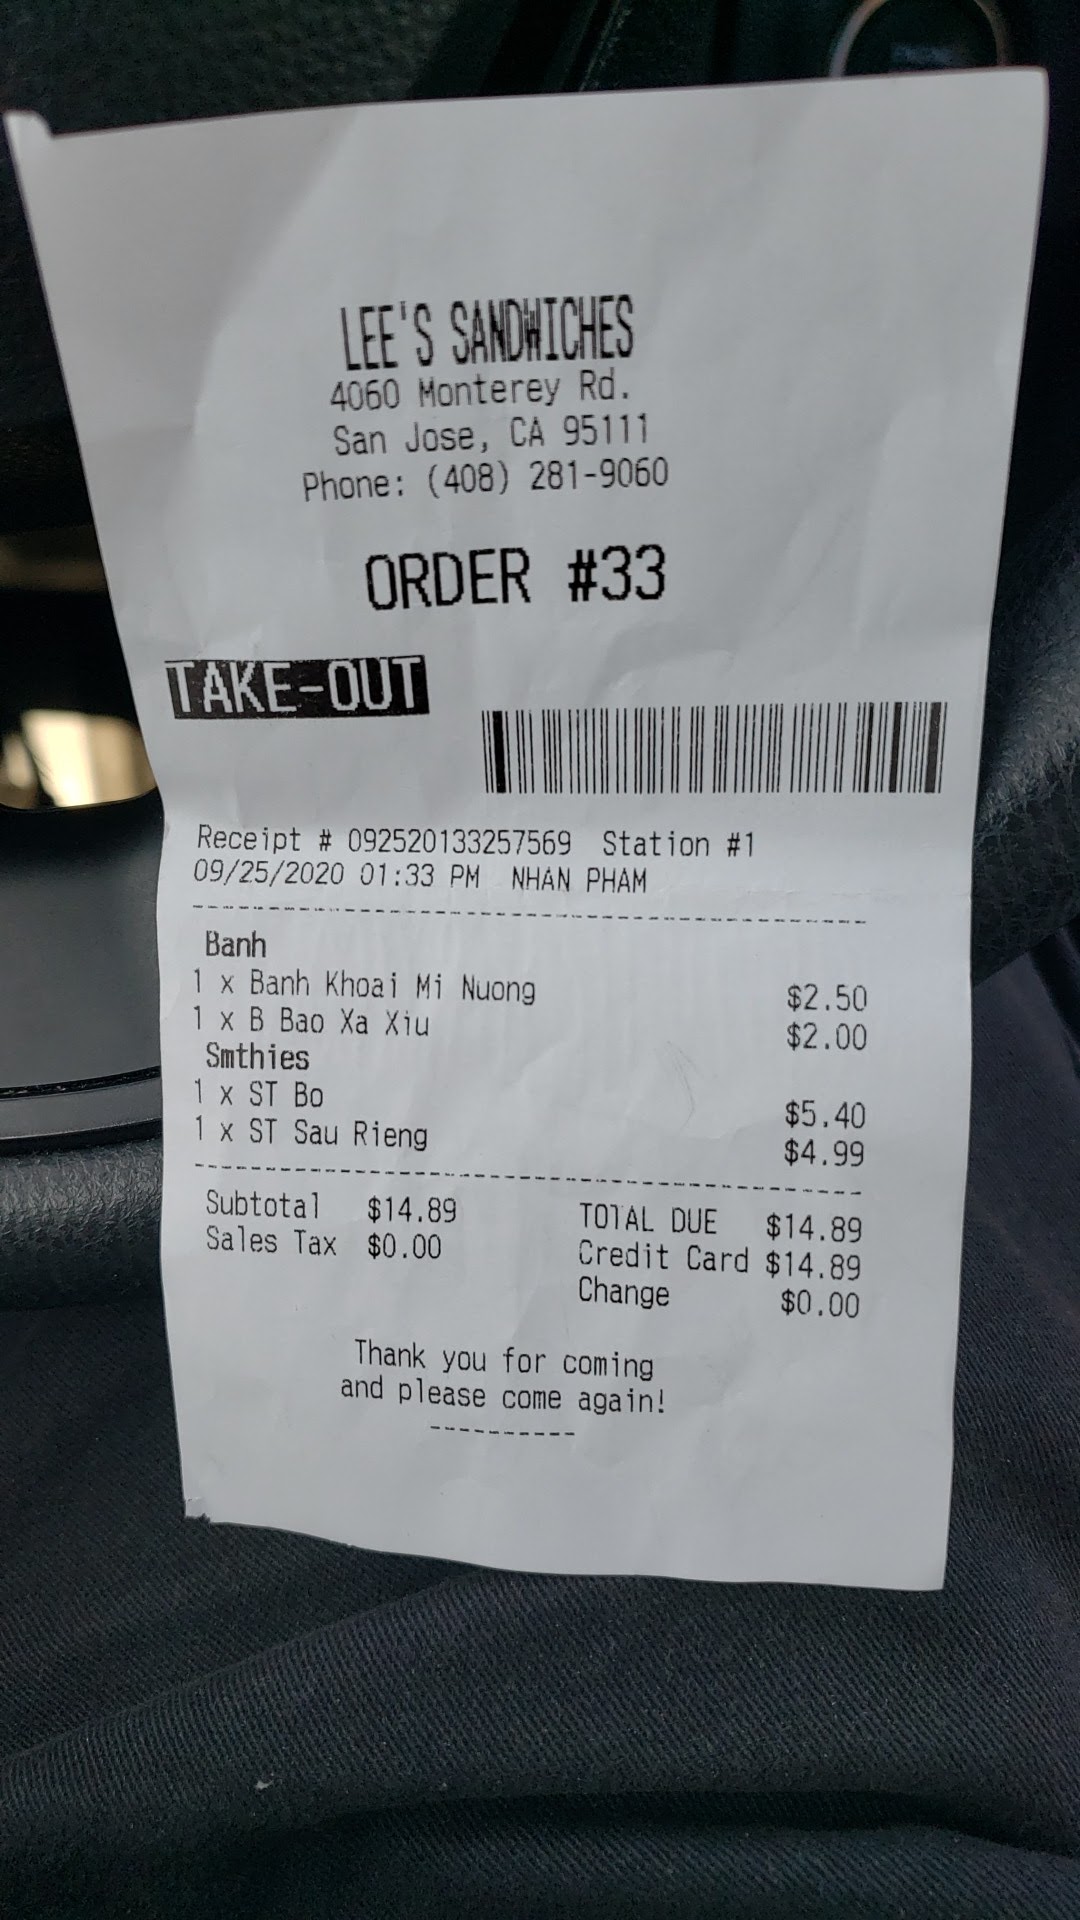 LEE'S SANDWICHES
4060 Monterey Rd.
San Jose, CA 95111
Phone: (408) 281-9060
ORDER #33
TAKE-OUT
Receipt # 092520133257569 Station #1
09/25/2020 01:33 PM NHAN PHAM
Banh
1 x Banh Khoai Mi Nuong $2.50
1 x B Bao Xa Xiu $2.00
Smthies
1 x ST Bo $5.40
1 x ST Sau Rieng $4.99
Subtotal $14.89 TOTAL DUE $14.89
Sales Tax $0.00 Credit Card $14.89
Change $0.00
Thank you for coming
and please come again!